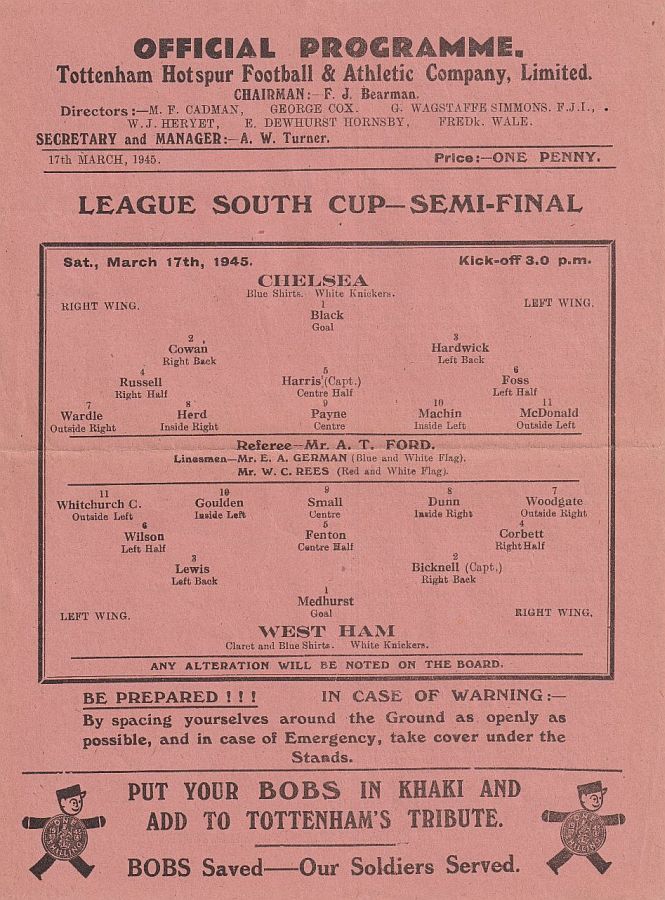 OFFICIAL PROGRAMME.
Tottenham Hotspur Football & Athletic Company, Limited.
CHAIRMAN:— F. J. Bearman.
Directors :—M. F. CADMAN, GEORGE COX. G. WAGSTAFFE SIMMONS. F.J.I.,
W. J. HERYET, E. DEWHURST HORNSBY, FREDk. WALE.
SECRETARY and MANAGER:—A. W. Turner.
17th MARCH, 1945. Price:—ONE PENNY.
LEAGUE SOUTH CUP—SEMI-FINAL
Sat., March 17th, 1945. Kick-off 3.0 p.m.
CHELSEA
Blue Shirts. White Knickers.
RIGHT WING. 1 LEFT WING.
Black
Goal
2 3
Cowan Hardwick
Right Back Left Back
4 5 6
Russell Harris (Capt.) Foss
Right Half Centre Half Left Half
7 8 9 10 11
Wardle Herd Payne Machin McDonald
Outside Right Inside Right Centre Inside Left Outside Left
Referee—Mr. A. T. FORD.
Linesmen—Mr. E. A. GERMAN (Blue and White Flag).
Mr. W. C. REES (Red and White Flag).
11 10 9 8 7
Whitchurch C. Goulden Small Dunn Woodgate
Outside Left Inside Left Centre Inside Right Outside Right
6 5 4
Wilson Fenton Corbett
Left Half Centre Half Right Half
3 2
Lewis Bicknell (Capt.)
Left Back Right Back
1
Medhurst
LEFT WING. Goal RIGHT WING.
WEST HAM
Claret and Blue Shirts. White Knickers.
ANY ALTERATION WILL BE NOTED ON THE BOARD.
BE PREPARED ! ! ! IN CASE OF WARNING:—
By spacing yourselves around the Ground as openly as
possible, and in case of Emergency, take cover under the
Stands.
PUT YOUR BOBS IN KHAKI AND
ADD TO TOTTENHAM'S TRIBUTE.
BOBS Saved—Our Soldiers Served.
ONE
SHILLING
ONE
SHILLING